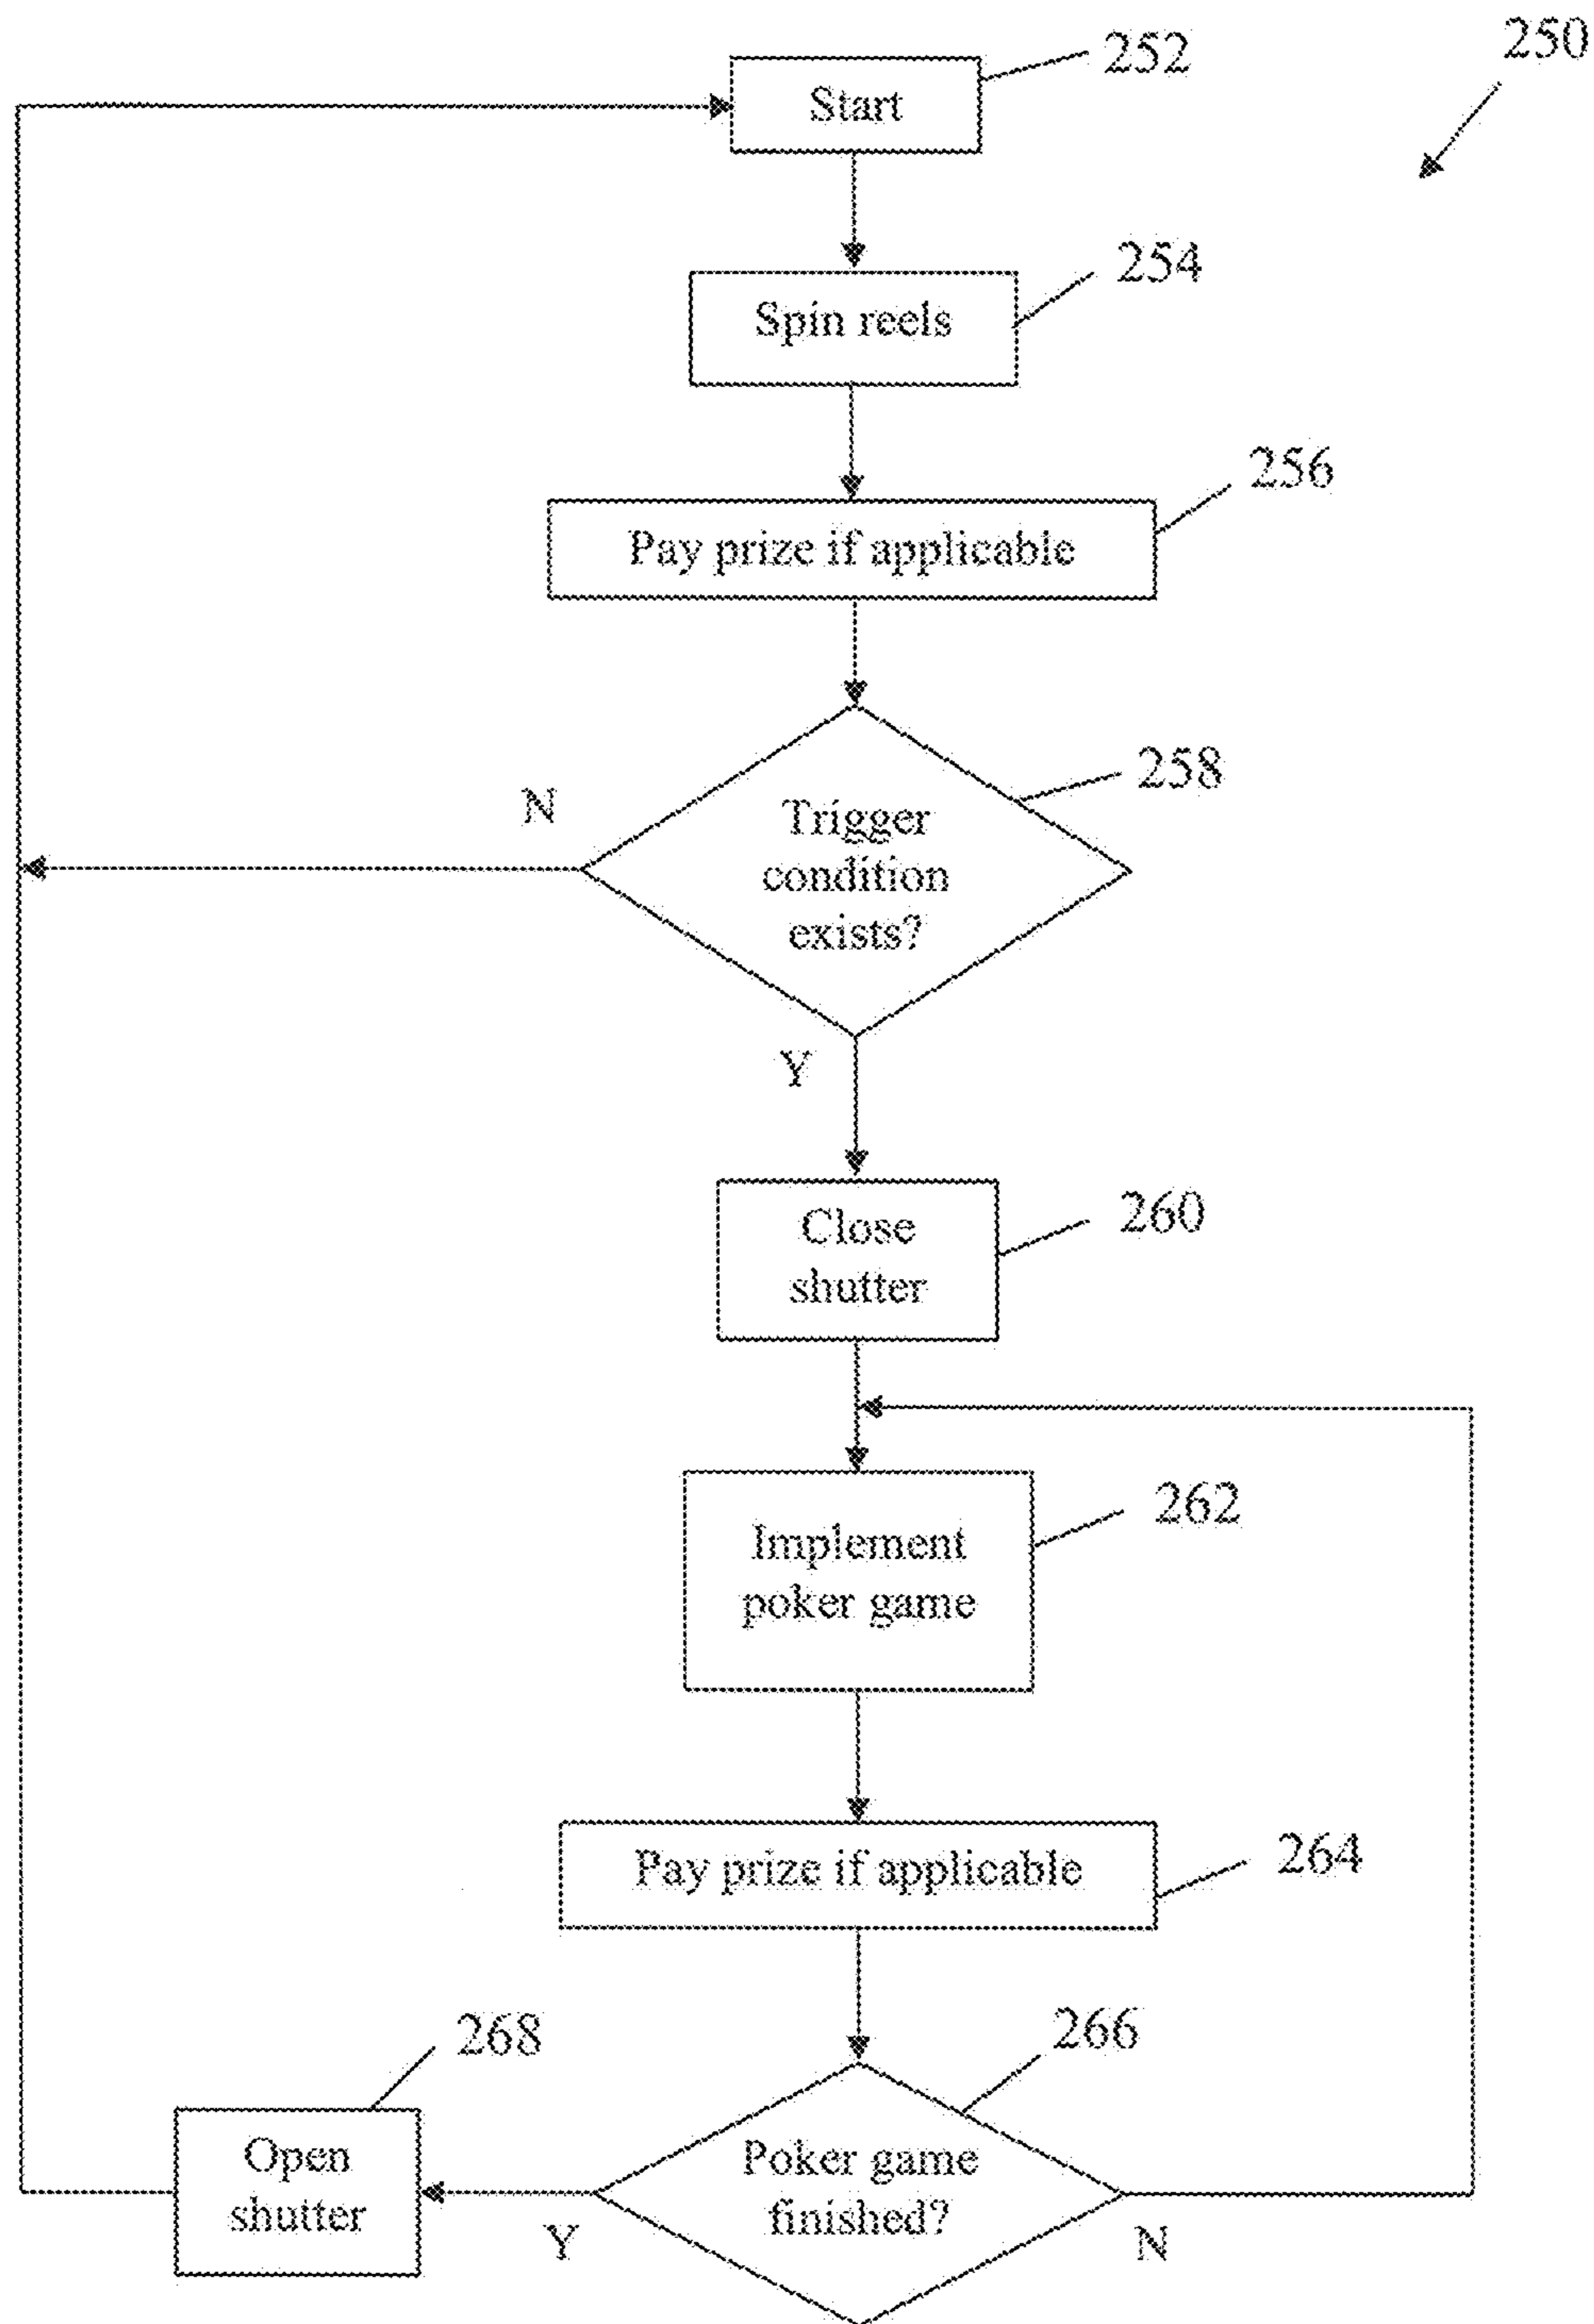 250
252
Start
254
Spin reels
256
Pay prize if applicable
258
N
Trigger
condition
exists?
Y
260
Close
shutter
262
Implement
poker game
264
Pay prize if applicable
268
266
Open
shutter
Poker game
finished?
Y
N